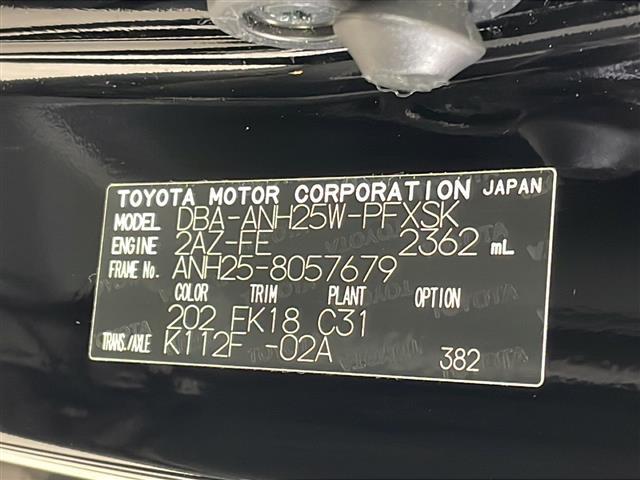 TOYOTA MOTOR CORPORATION JAPAN
MODEL DBA-ANH25W-PFXSK
ENGINE 2AZ-FE 2362 mL
FRAME No. ANH25-8057679
COLOR TRIM PLANT OPTION
202 FK18 C31
TRANS./AXLE K112F -02A 382